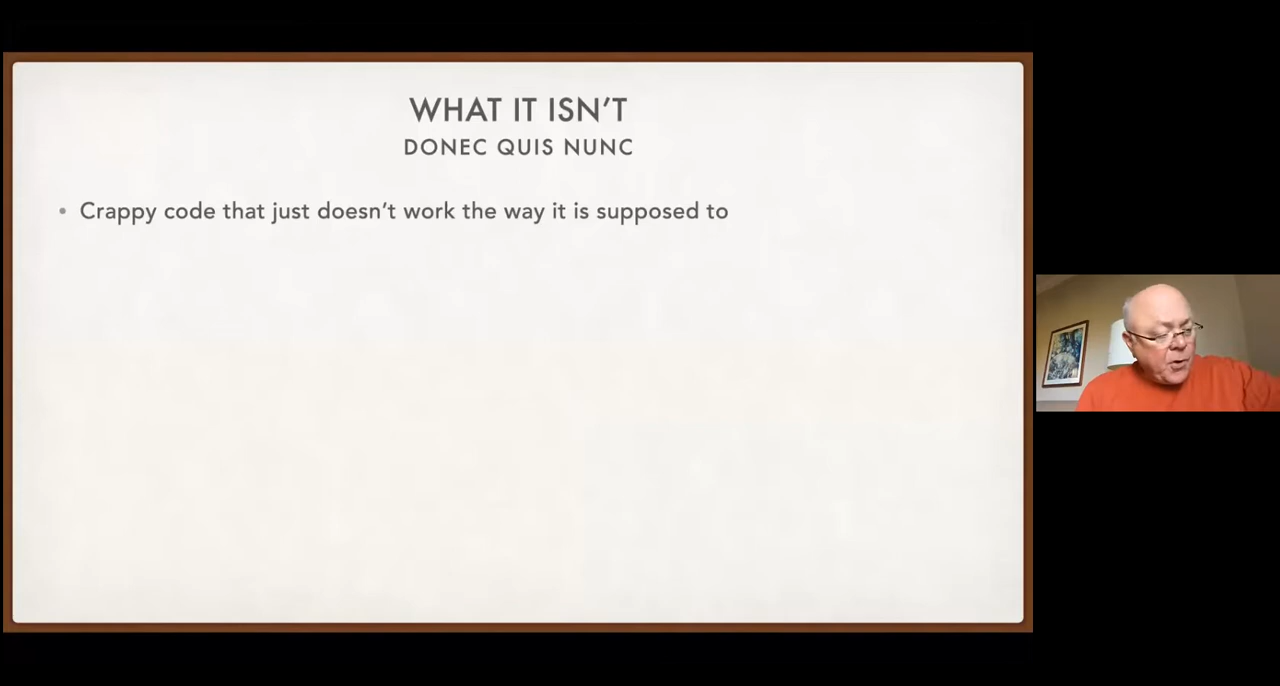 WHAT IT ISN’T
DONEC QUIS NUNC
• Crappy code that just doesn’t work the way it is supposed to